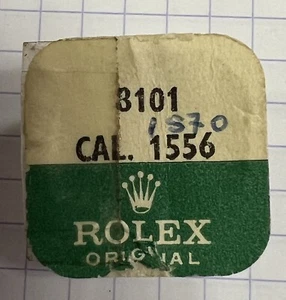 8101
1570
CAL. 1556
ROLEX
ORIGINAL